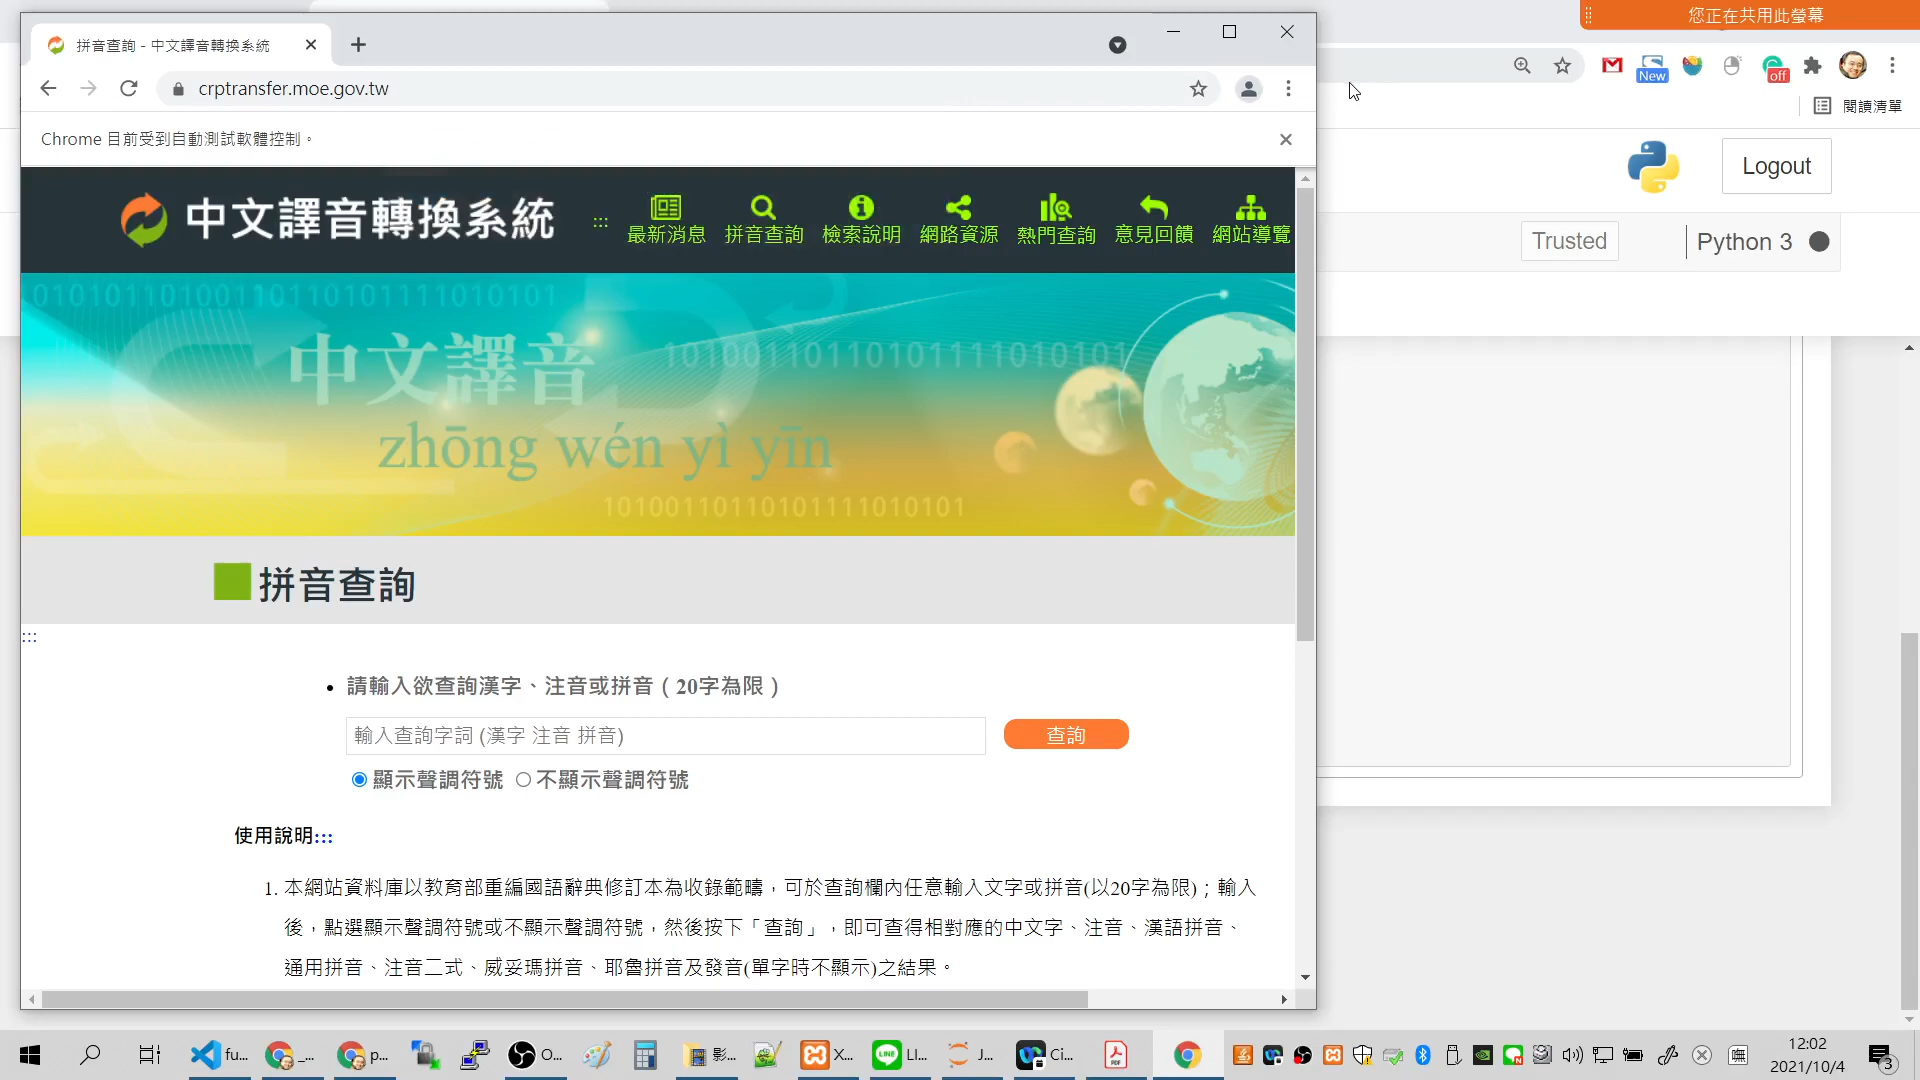 您正在共用此螢幕
拼音查詢 - 中文譯音轉換系統
crptransfer.moe.gov.tw
New
off
閱讀清單
Chrome 目前受到自動測試軟體控制。
Logout
中文譯音轉換系統
:::
最新消息
拼音查詢
檢索說明
網路資源
熱門查詢
意見回饋
網站導覽
Trusted
Python 3
中文譯音
zhōng wén yì yīn
10100110110101111010101
拼音查詢
:::
請輸入欲查詢漢字、注音或拼音 ( 20字為限 )
輸入查詢字詞 (漢字 注音 拼音)
查詢
顯示聲調符號
不顯示聲調符號
使用說明:::
1. 本網站資料庫以教育部重編國語辭典修訂本為收錄範疇，可於查詢欄內任意輸入文字或拼音(以20字為限)；輸入
後，點選顯示聲調符號或不顯示聲調符號，然後按下「查詢」，即可查得相對應的中文字、注音、漢語拼音、
通用拼音、注音二式、威妥瑪拼音、耶魯拼音及發音(單字時不顯示)之結果。
fu...
_...
p...
O...
影...
X...
LI...
J...
Ci...
12:02
2021/10/4
3